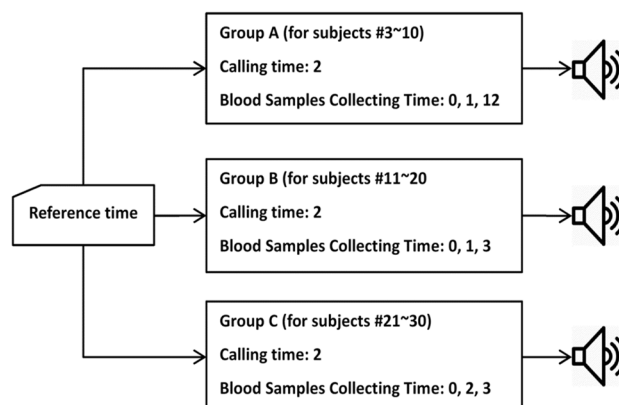 Group A (for subjects #3~10)
Calling time: 2
Blood Samples Collecting Time: 0, 1, 12
Reference time
Group B (for subjects #11~20
Calling time: 2
Blood Samples Collecting Time: 0, 1, 3
Group C (for subjects #21~30)
Calling time: 2
Blood Samples Collecting Time: 0, 2, 3